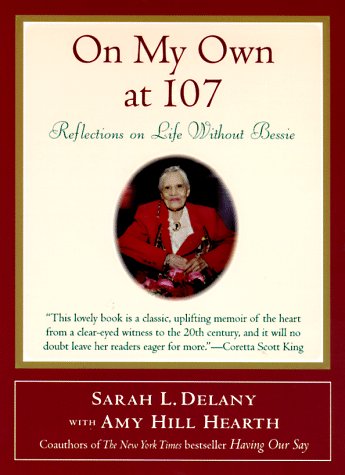 On My Own
at 107
Reflections on Life Without Bessie
"This lovely book is a classic, uplifting memoir of the heart
from a clear-eyed witness to the 20th century, and it will no
doubt leave her readers eager for more."—Coretta Scott King
SARAH L. DELANY
WITH AMY HILL HEARTH
Coauthors of The New York Times bestseller Having Our Say